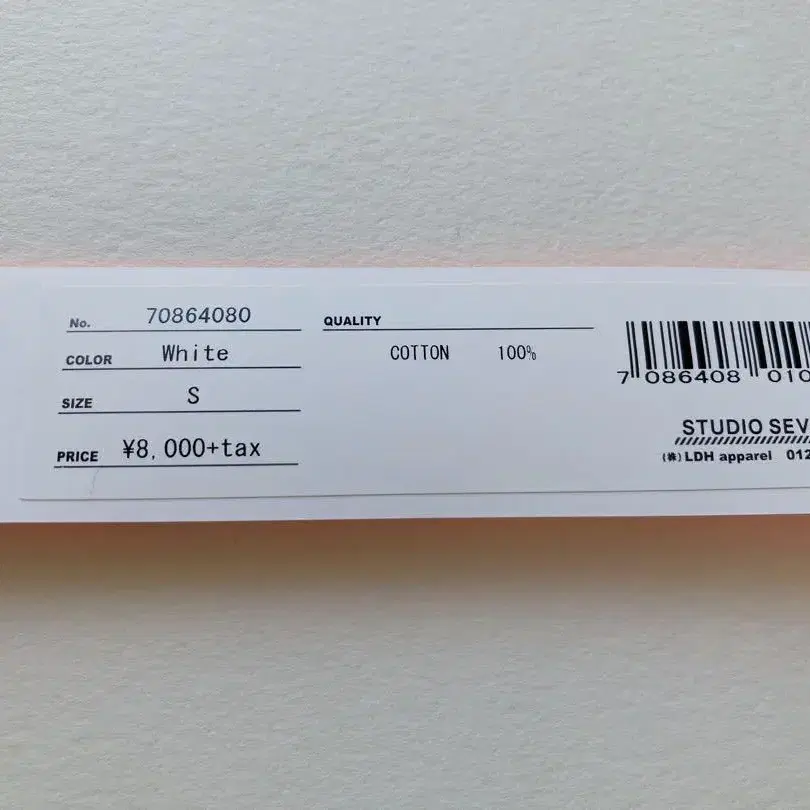 No. 70864080
COLOR White
SIZE S
PRICE ¥8,000+tax
QUALITY
COTTON 100%
7 086408 010
STUDIO SEV
(株) LDH apparel 012